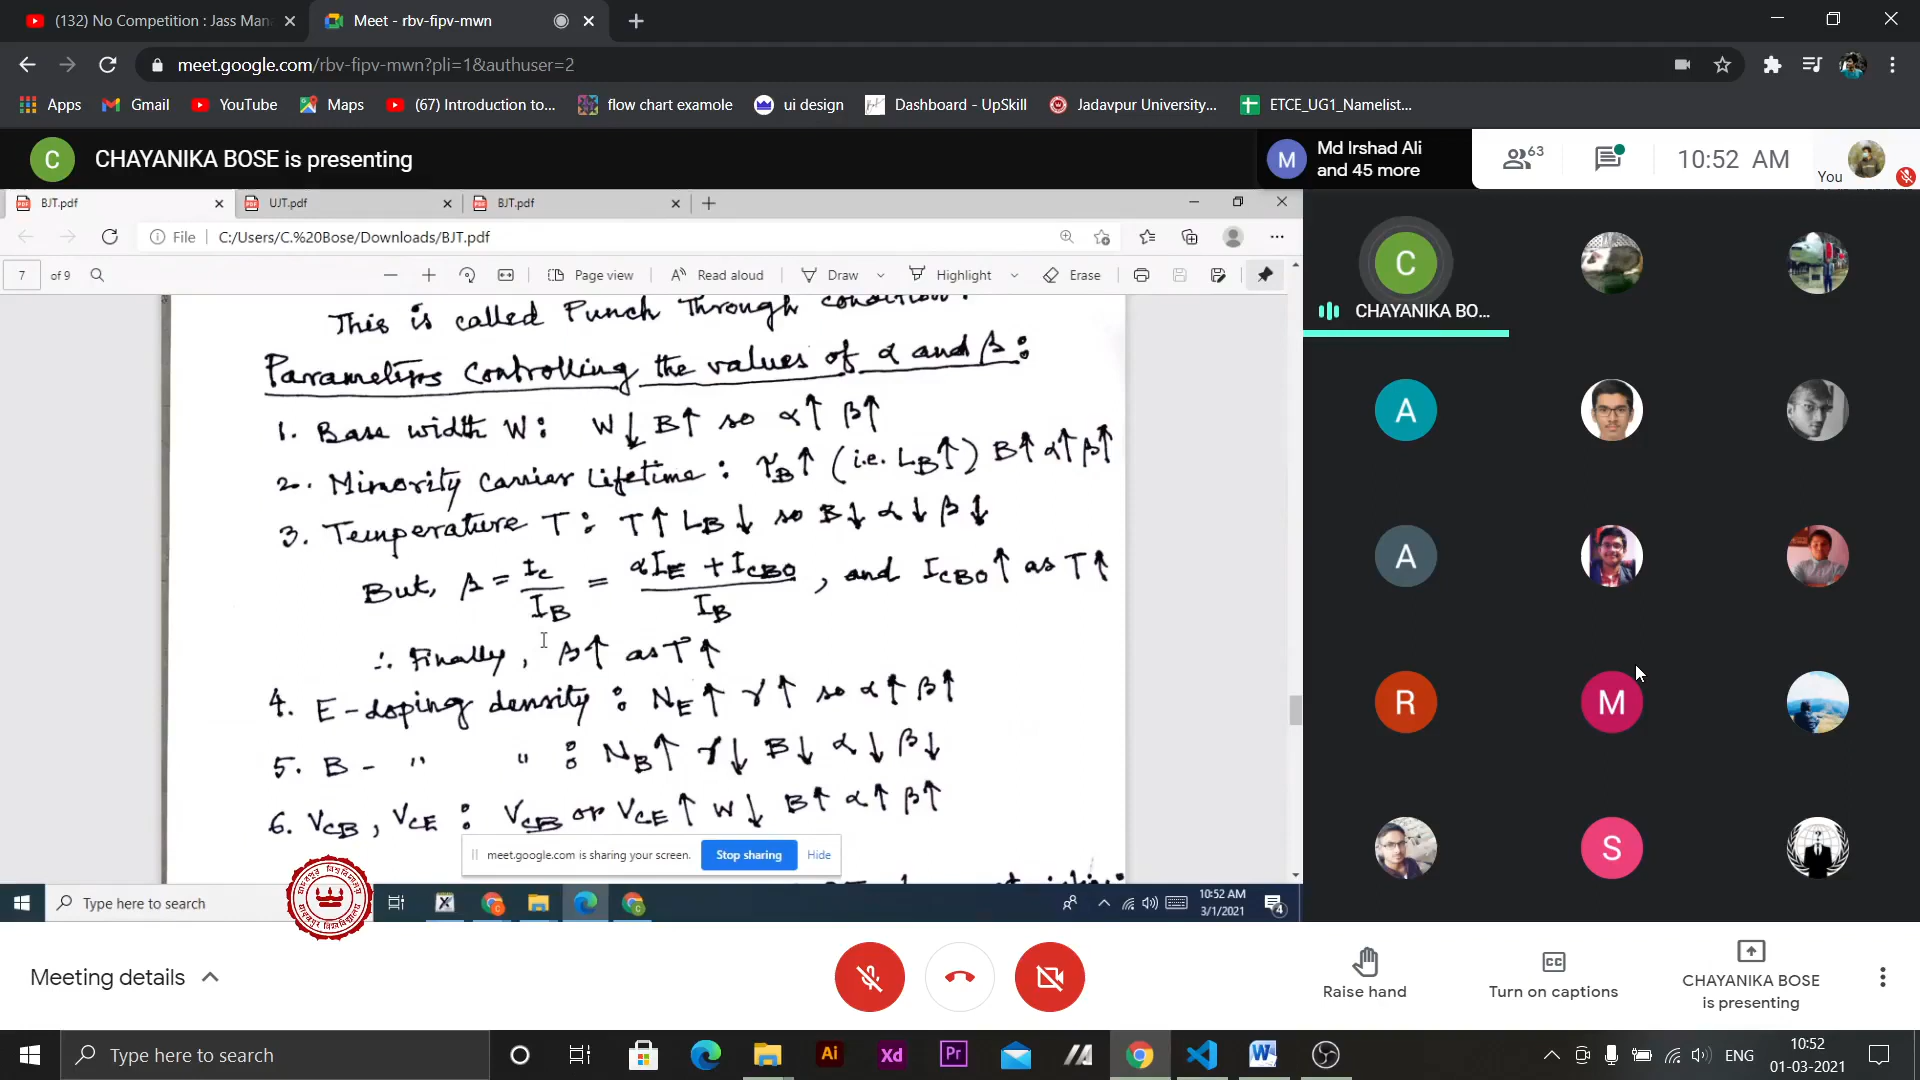 (132) No Competition : Jass Man
Meet - rbv-fipv-mwn
meet.google.com/rbv-fipv-mwn?pli=1&authuser=2
Apps Gmail YouTube Maps (67) Introduction to... flow chart examole ui design Dashboard - UpSkill Jadavpur University... ETCE_UG1_Namelist...
C CHAYANIKA BOSE is presenting
M Md Irshad Ali
and 45 more
63
10:52 AM
You
BJT.pdf UJT.pdf BJT.pdf
File C:/Users/C.%20Bose/Downloads/BJT.pdf
7 of 9 Page view Read aloud Draw Highlight Erase
This is called Punch Through condition.
Parameters Controlling the values of α and β:
1. Base width W: W↓ B↑ so α↑ β↑
2. Minority Carrier Lifetime: τB↑ (i.e. LB↑) B↑ α↑ β↑
3. Temperature T: T↑ LB↓ so B↓ α↓ β↓
But, β = Ic/IB = (αIE + ICBO)/IB, and ICBO↑ as T↑
∴ Finally, β↑ as T↑
4. E-doping density: NE↑ γ↑ so α↑ β↑
5. B- " " : NB↑ γ↓ B↓ α↓ β↓
6. VCB, VCE: VCB or VCE↑ W↓ B↑ α↑ β↑
meet.google.com is sharing your screen. Stop sharing Hide
Type here to search
10:52 AM
3/1/2021
4
C
CHAYANIKA BO...
A
A
R
M
S
Meeting details
Raise hand
Turn on captions
CHAYANIKA BOSE
is presenting
Type here to search
Ai Xd Pr
ENG
10:52
01-03-2021